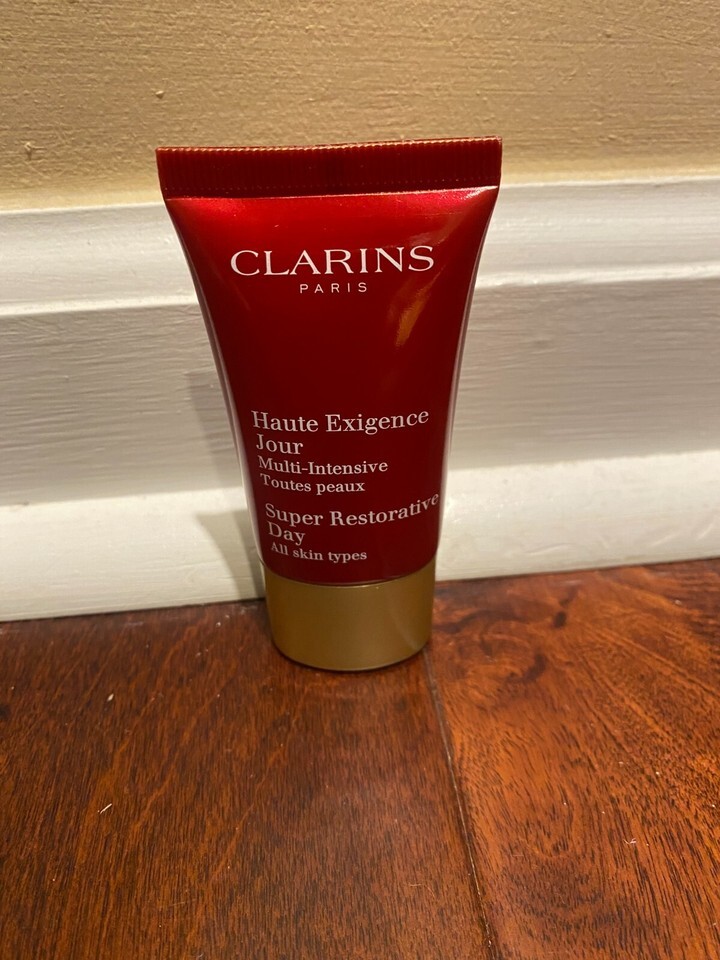 CLARINS
PARIS
Haute Exigence
Jour
Multi-Intensive
Toutes peaux
Super Restorative
Day
All skin types